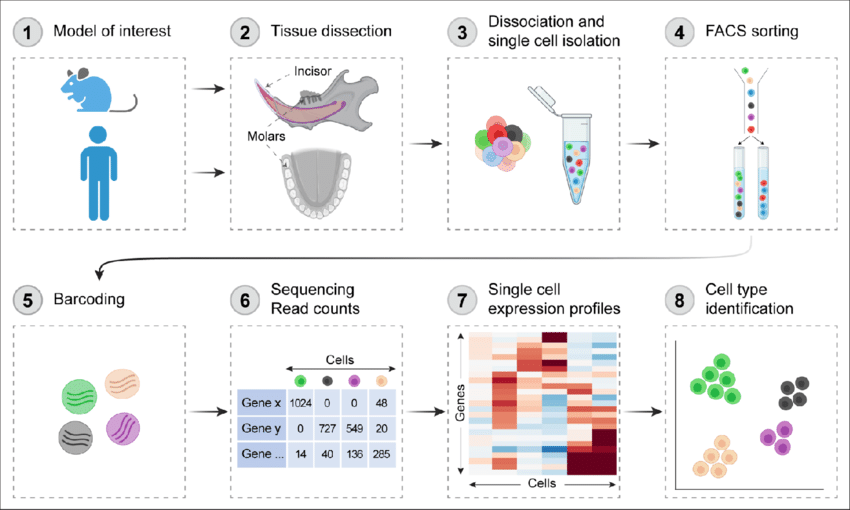 1 Model of interest
2 Tissue dissection
Incisor
Molars
3 Dissociation and
single cell isolation
4 FACS sorting
5 Barcoding
6 Sequencing
Read counts
Cells
Gene x 1024 0 0 48
Gene y 0 727 549 20
Gene ... 14 40 136 285
7 Single cell
expression profiles
Genes
Cells
8 Cell type
identification